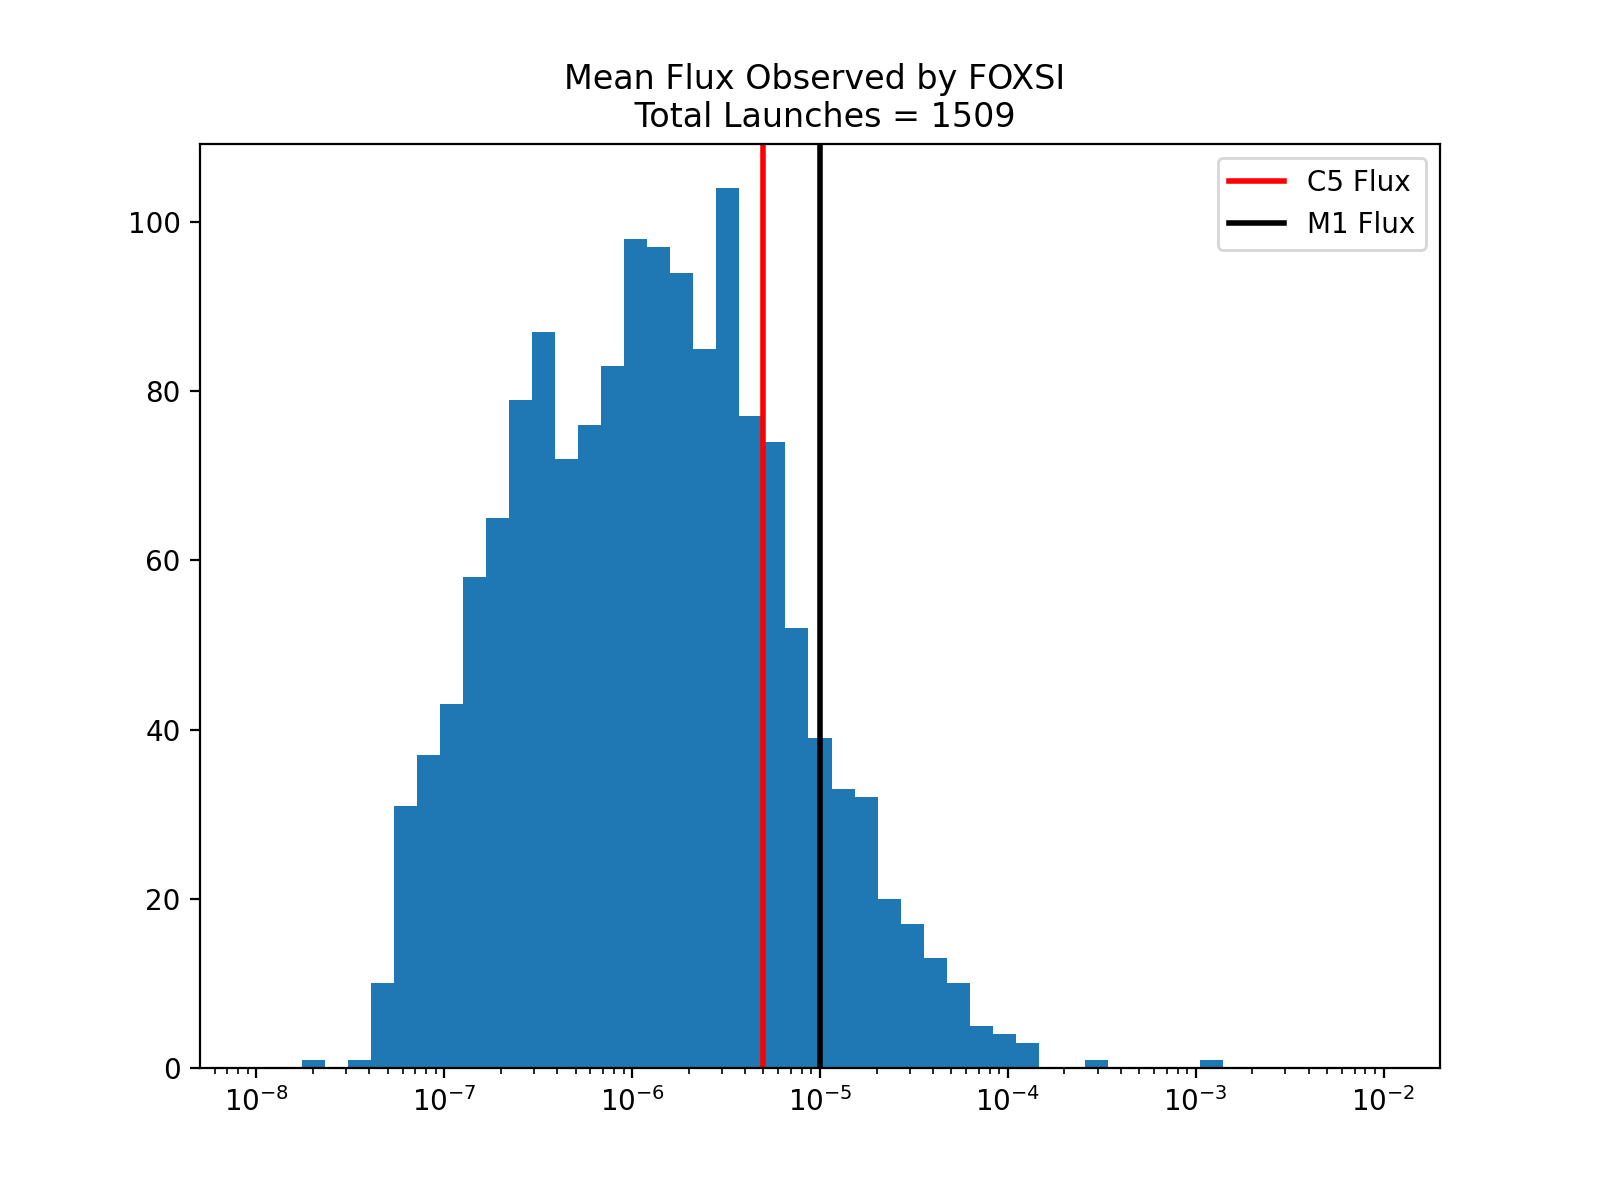 Mean Flux Observed by FOXSI
Total Launches = 1509
C5 Flux
M1 Flux
100
80
60
40
20
0
10⁻⁸ 10⁻⁷ 10⁻⁶ 10⁻⁵ 10⁻⁴ 10⁻³ 10⁻²